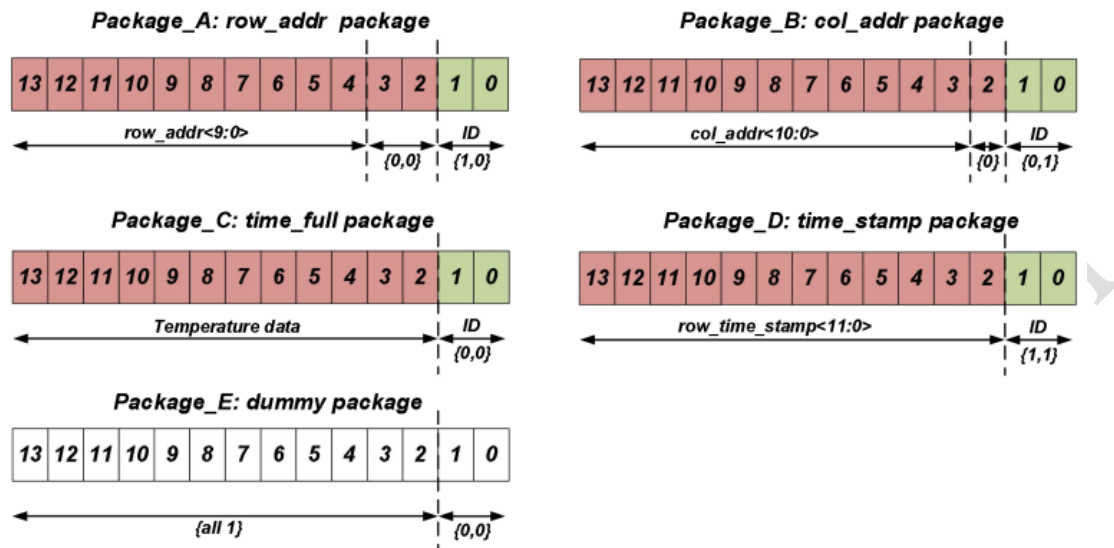 Package_A: row_addr package
13 12 11 10 9 8 7 6 5 4 3 2 1 0
row_addr<9:0>
{0,0}
ID
{1,0}
Package_B: col_addr package
13 12 11 10 9 8 7 6 5 4 3 2 1 0
col_addr<10:0>
{0}
ID
{0,1}
Package_C: time_full package
13 12 11 10 9 8 7 6 5 4 3 2 1 0
Temperature data
ID
{0,0}
Package_D: time_stamp package
13 12 11 10 9 8 7 6 5 4 3 2 1 0
row_time_stamp<11:0>
ID
{1,1}
Package_E: dummy package
13 12 11 10 9 8 7 6 5 4 3 2 1 0
{all 1}
{0,0}